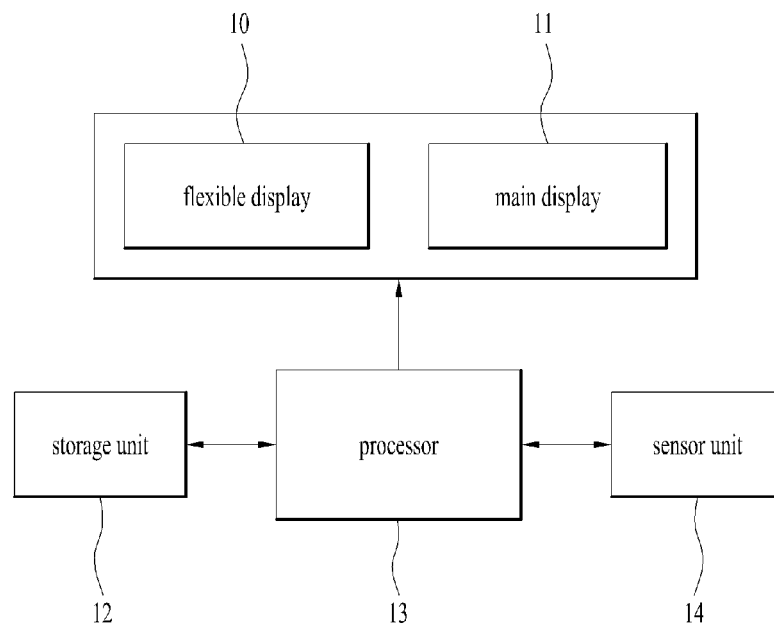 10
11
flexible display
main display
storage unit
processor
sensor unit
12
13
14